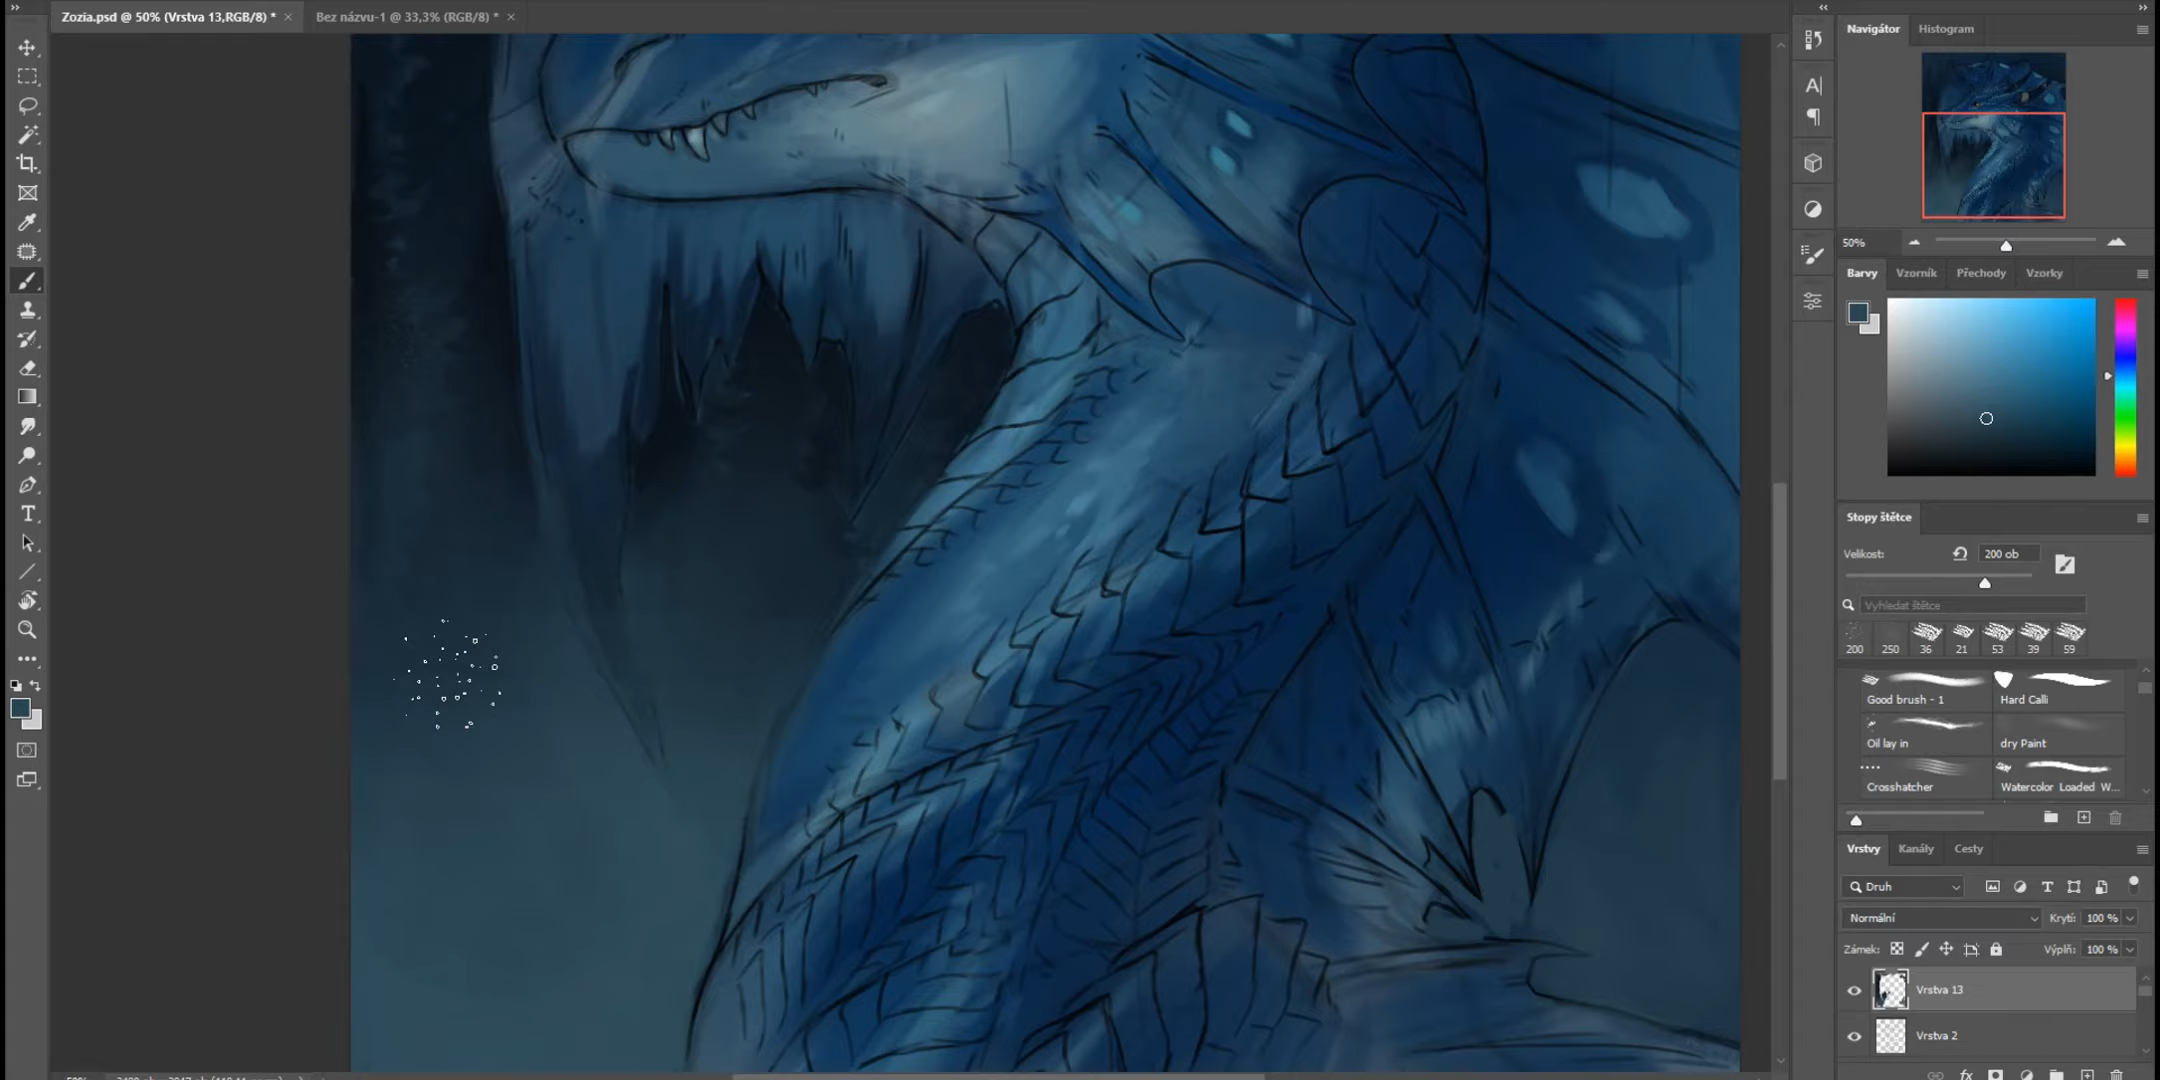 Zozia.psd @ 50% (Vrstva 13,RGB/8) *
Bez názvu-1 @ 33,3% (RGB/8) *
Navigátor
Histogram
50%
Barvy
Vzorník
Přechody
Vzorky
Stopy štětce
Velikost:
200 ob
Vyhledat štětce
200
250
36
21
53
39
59
Good brush - 1
Hard Calli
Oil lay in
dry Paint
Crosshatcher
Watercolor Loaded W...
Vrstvy
Kanály
Cesty
Druh
Normální
Krytí:
100 %
Zámek:
Výplň:
100 %
Vrstva 13
Vrstva 2
fx